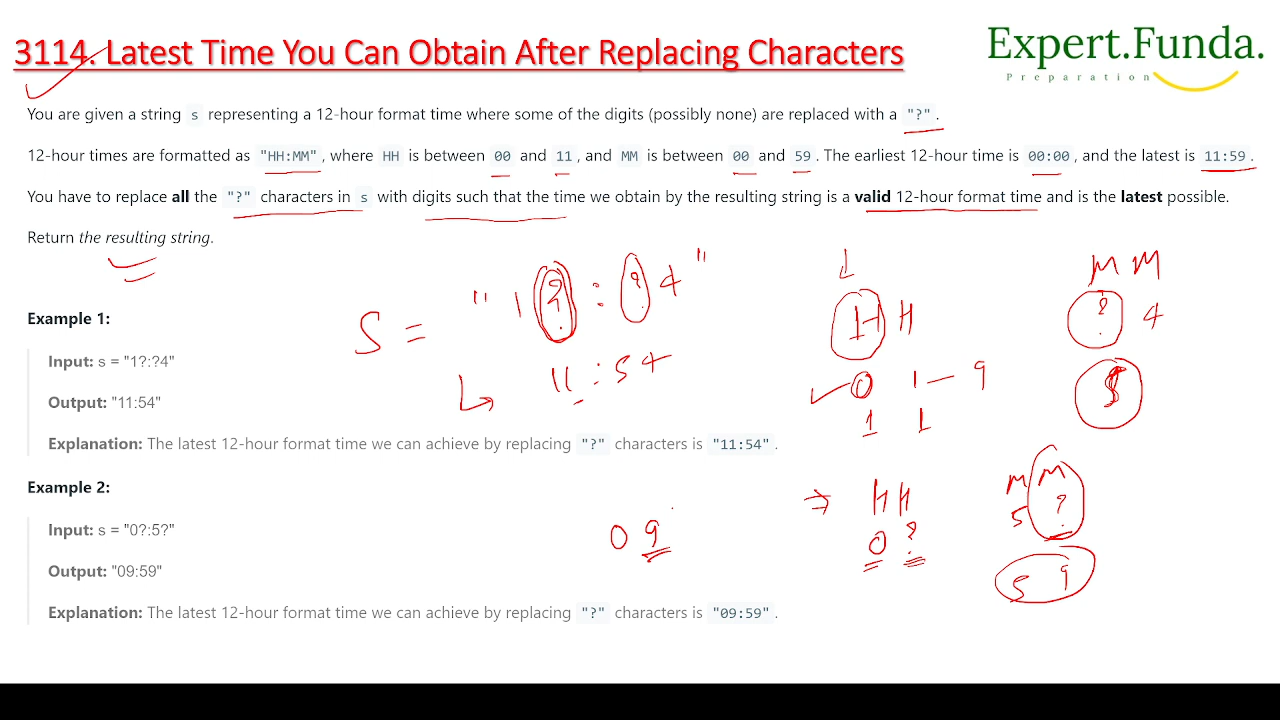 3114. Latest Time You Can Obtain After Replacing Characters
Expert.Funda.
Preparation
You are given a string s representing a 12-hour format time where some of the digits (possibly none) are replaced with a "?".
12-hour times are formatted as "HH:MM", where HH is between 00 and 11, and MM is between 00 and 59. The earliest 12-hour time is 00:00, and the latest is 11:59.
You have to replace all the "?" characters in s with digits such that the time we obtain by the resulting string is a valid 12-hour format time and is the latest possible.
Return the resulting string.
S = "1?:?4"
11:54
H H
0 1 — 9
1 1
M M
? 4
5
Example 1:
Input: s = "1?:?4"
Output: "11:54"
Explanation: The latest 12-hour format time we can achieve by replacing "?" characters is "11:54".
Example 2:
Input: s = "0?:5?"
Output: "09:59"
Explanation: The latest 12-hour format time we can achieve by replacing "?" characters is "09:59".
0 9
HH MM
0 ? 5 ?
5 9